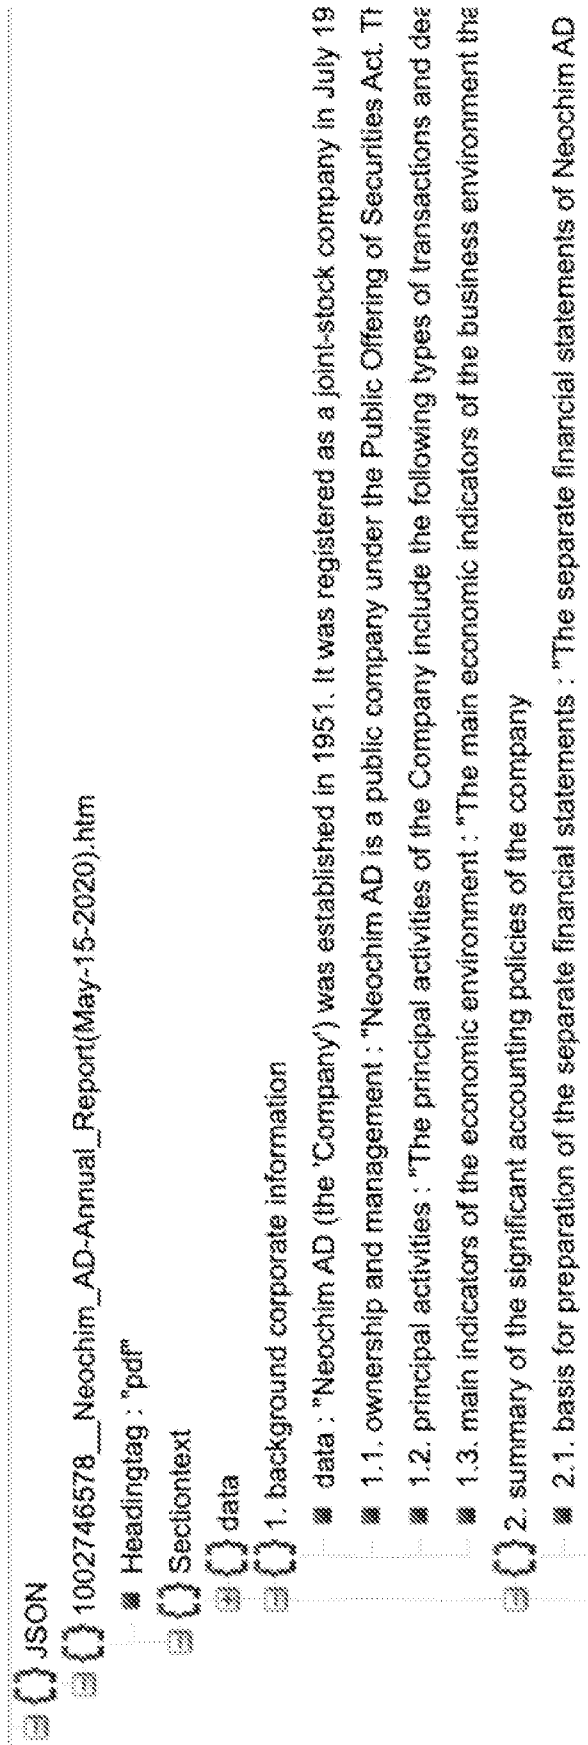 JSON
1002746578__Neochim_AD-Annual_Report(May-15-2020).htm
Headingtag : "pdf"
Sectiontext
data
1. background corporate information
data : "Neochim AD (the 'Company') was established in 1951. It was registered as a joint-stock company in July 19
1.1. ownership and management : "Neochim AD is a public company under the Public Offering of Securities Act. Th
1.2. principal activities : "The principal activities of the Company include the following types of transactions and dea
1.3. main indicators of the economic environment : "The main economic indicators of the business environment tha
2. summary of the significant accounting policies of the company
2.1. basis for preparation of the separate financial statements : "The separate financial statements of Neochim AD